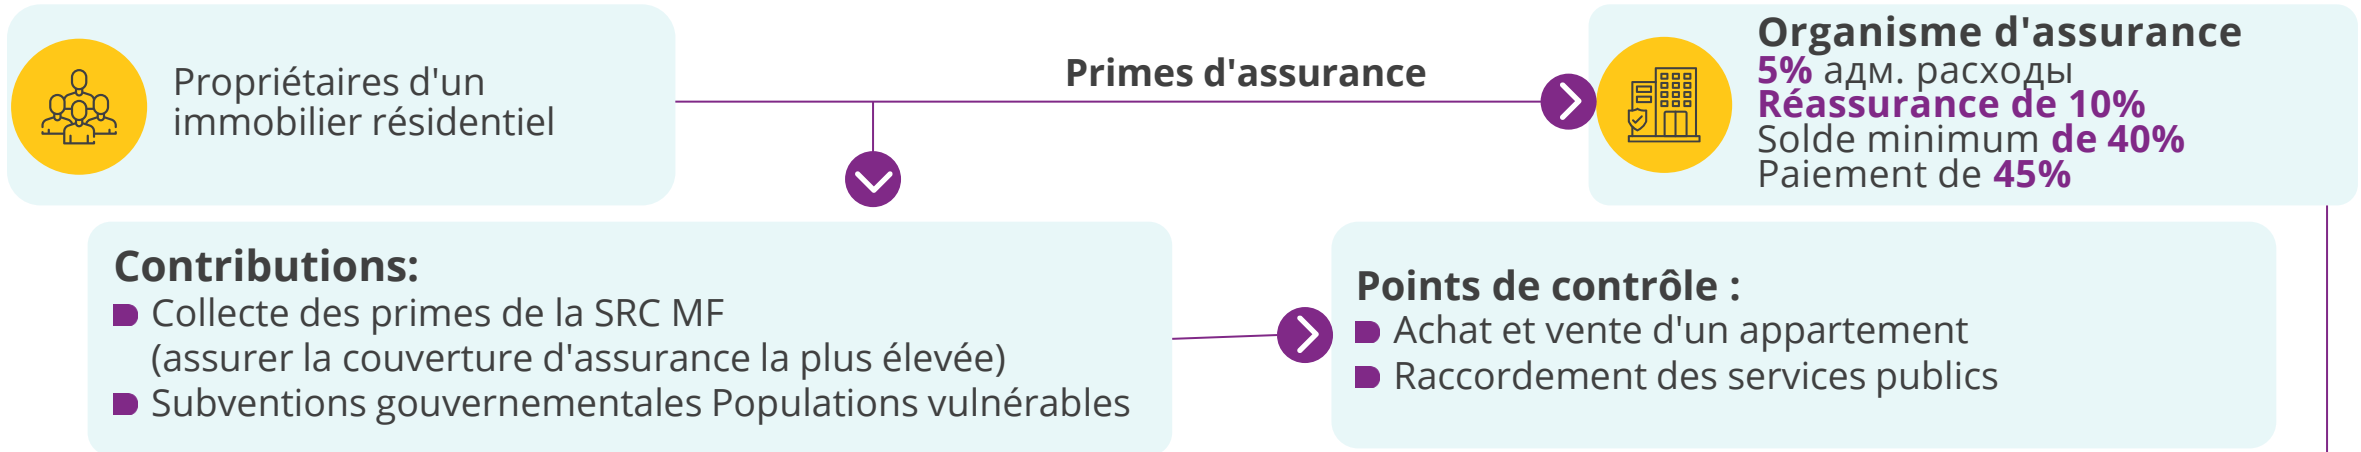 Propriétaires d'un
immobilier résidentiel
Primes d'assurance
Organisme d'assurance
5% адм. расходы
Réassurance de 10%
Solde minimum de 40%
Paiement de 45%
Contributions:
Collecte des primes de la SRC MF
(assurer la couverture d'assurance la plus élevée)
Subventions gouvernementales Populations vulnérables
Points de contrôle :
Achat et vente d'un appartement
Raccordement des services publics